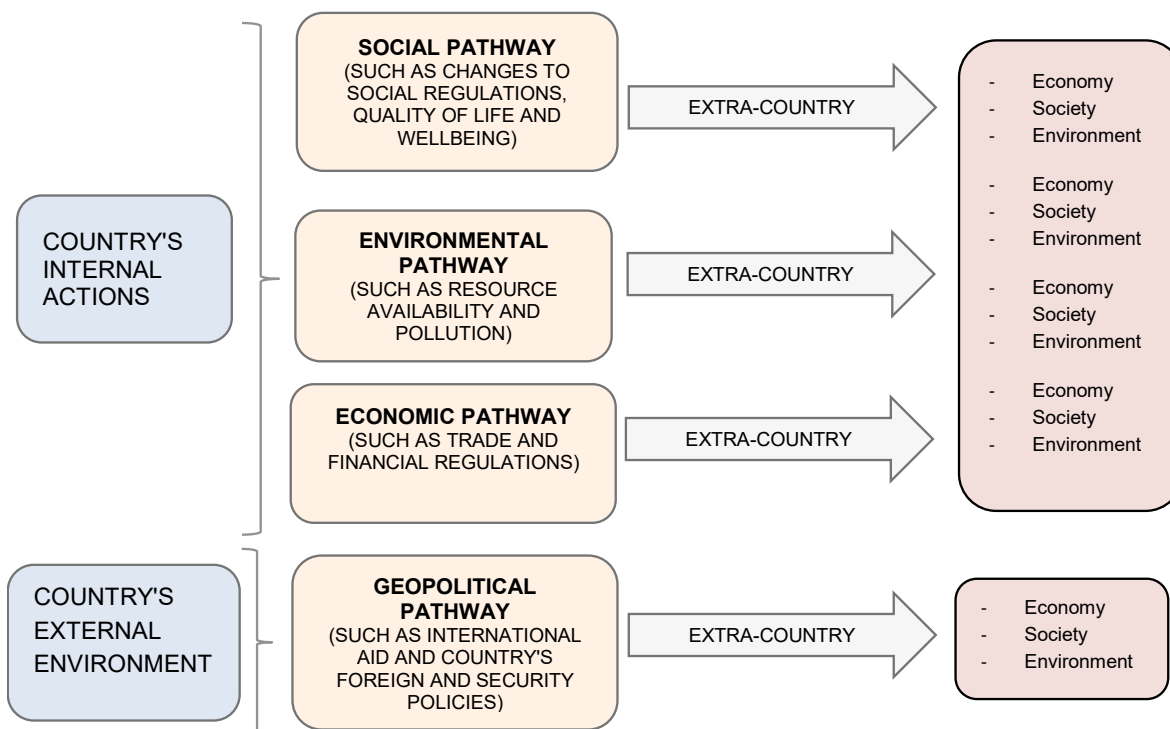 SOCIAL PATHWAY
(SUCH AS CHANGES TO
SOCIAL REGULATIONS,
QUALITY OF LIFE AND
WELLBEING)
EXTRA-COUNTRY
- Economy
- Society
- Environment
- Economy
- Society
- Environment
- Economy
- Society
- Environment
- Economy
- Society
- Environment
COUNTRY'S
INTERNAL
ACTIONS
ENVIRONMENTAL
PATHWAY
(SUCH AS RESOURCE
AVAILABILITY AND
POLLUTION)
EXTRA-COUNTRY
ECONOMIC PATHWAY
(SUCH AS TRADE AND
FINANCIAL REGULATIONS)
EXTRA-COUNTRY
COUNTRY'S
EXTERNAL
ENVIRONMENT
GEOPOLITICAL
PATHWAY
(SUCH AS INTERNATIONAL
AID AND COUNTRY'S
FOREIGN AND SECURITY
POLICIES)
EXTRA-COUNTRY
- Economy
- Society
- Environment